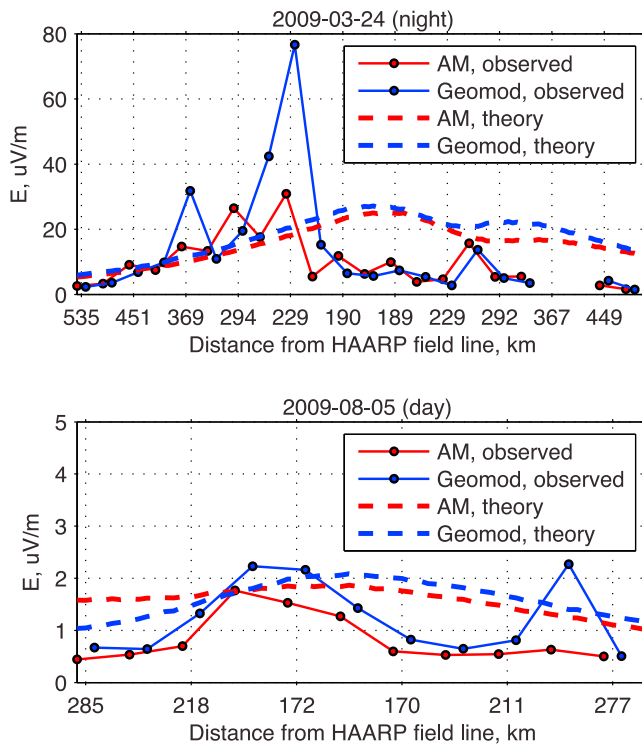 2009-03-24 (night)
80
60
40
20
0
E, uV/m
AM, observed
Geomod, observed
AM, theory
Geomod, theory
535 451 369 294 229 190 189 229 292 367 449
Distance from HAARP field line, km
2009-08-05 (day)
5
4
3
2
1
0
E, uV/m
AM, observed
Geomod, observed
AM, theory
Geomod, theory
285 218 172 170 211 277
Distance from HAARP field line, km